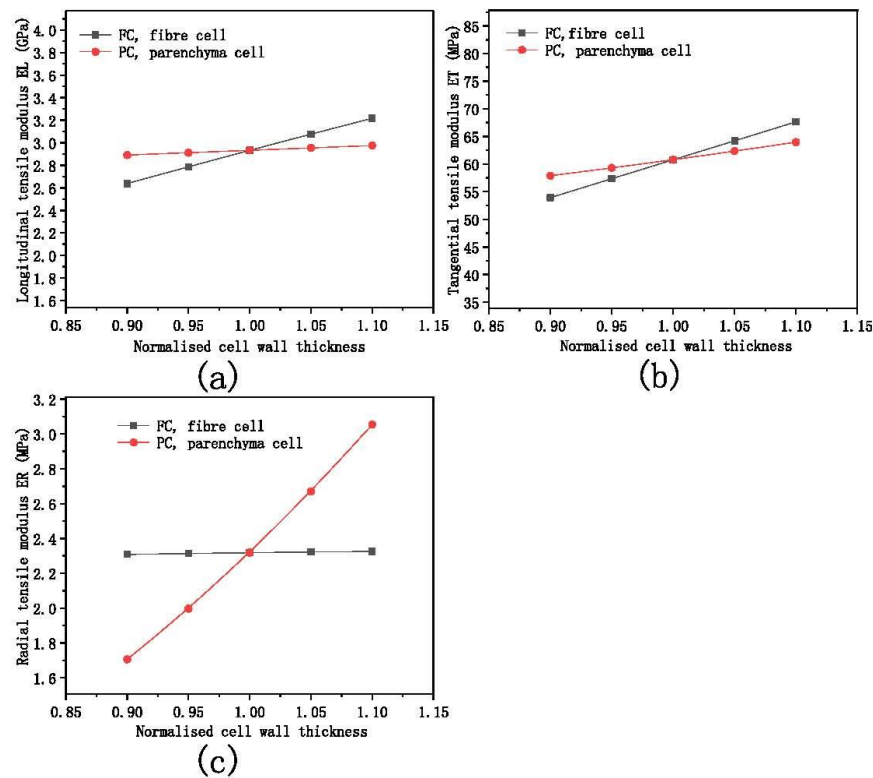 4.0
3.8
3.6
3.4
3.2
3.0
2.8
2.6
2.4
2.2
2.0
1.8
1.6
Longitudinal tensile modulus EL (GPa)
FC, fibre cell
PC, parenchyma cell
0.85 0.90 0.95 1.00 1.05 1.10 1.15
Normalised cell wall thickness
(a)
85
80
75
70
65
60
55
50
45
40
35
Tangential tensile modulus ET (MPa)
FC,fibre cell
PC, parenchyma cell
0.85 0.90 0.95 1.00 1.05 1.10 1.15
Normalised cell wall thickness
(b)
3.2
3.0
2.8
2.6
2.4
2.2
2.0
1.8
1.6
Radial tensile modulus ER (MPa)
FC, fibre cell
PC, parenchyma cell
0.85 0.90 0.95 1.00 1.05 1.10 1.15
Normalised cell wall thickness
(c)